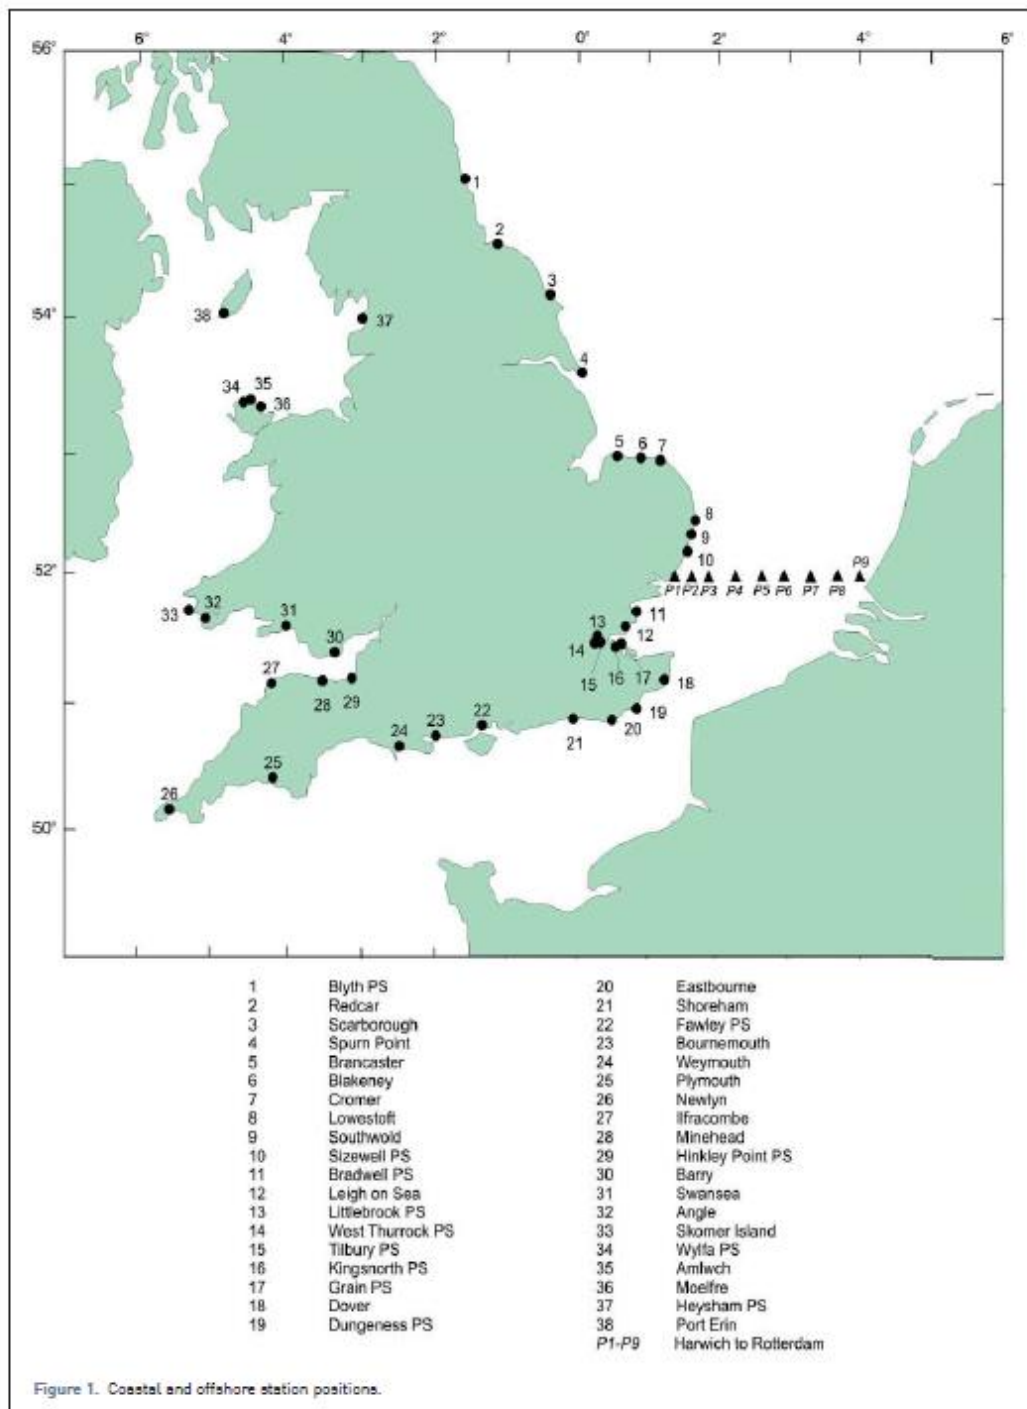 6° 4° 2° 0° 2° 4° 6°
56°
1
2
3
54°
38
37
4
34 35
36
5 6 7
8
9
10
P9
52°
P1 P2 P3 P4 P5 P6 P7 P8
33 32
31
30
11
13
12
14
15 16 17
27
28 29
18
19
20
21
22
23
24
25
26
50°
1 Blyth PS
2 Redcar
3 Scarborough
4 Spurn Point
5 Brancaster
6 Blakeney
7 Cromer
8 Lowestoft
9 Southwold
10 Sizewell PS
11 Bradwell PS
12 Leigh on Sea
13 Littlebrook PS
14 West Thurrock PS
15 Tilbury PS
16 Kingsnorth PS
17 Grain PS
18 Dover
19 Dungeness PS
20 Eastbourne
21 Shoreham
22 Fawley PS
23 Bournemouth
24 Weymouth
25 Plymouth
26 Newlyn
27 Ilfracombe
28 Minehead
29 Hinkley Point PS
30 Barry
31 Swansea
32 Angle
33 Skomer Island
34 Wylfa PS
35 Amlwch
36 Moelfre
37 Heysham PS
38 Port Erin
P1-P9 Harwich to Rotterdam
Figure 1. Coastal and offshore station positions.